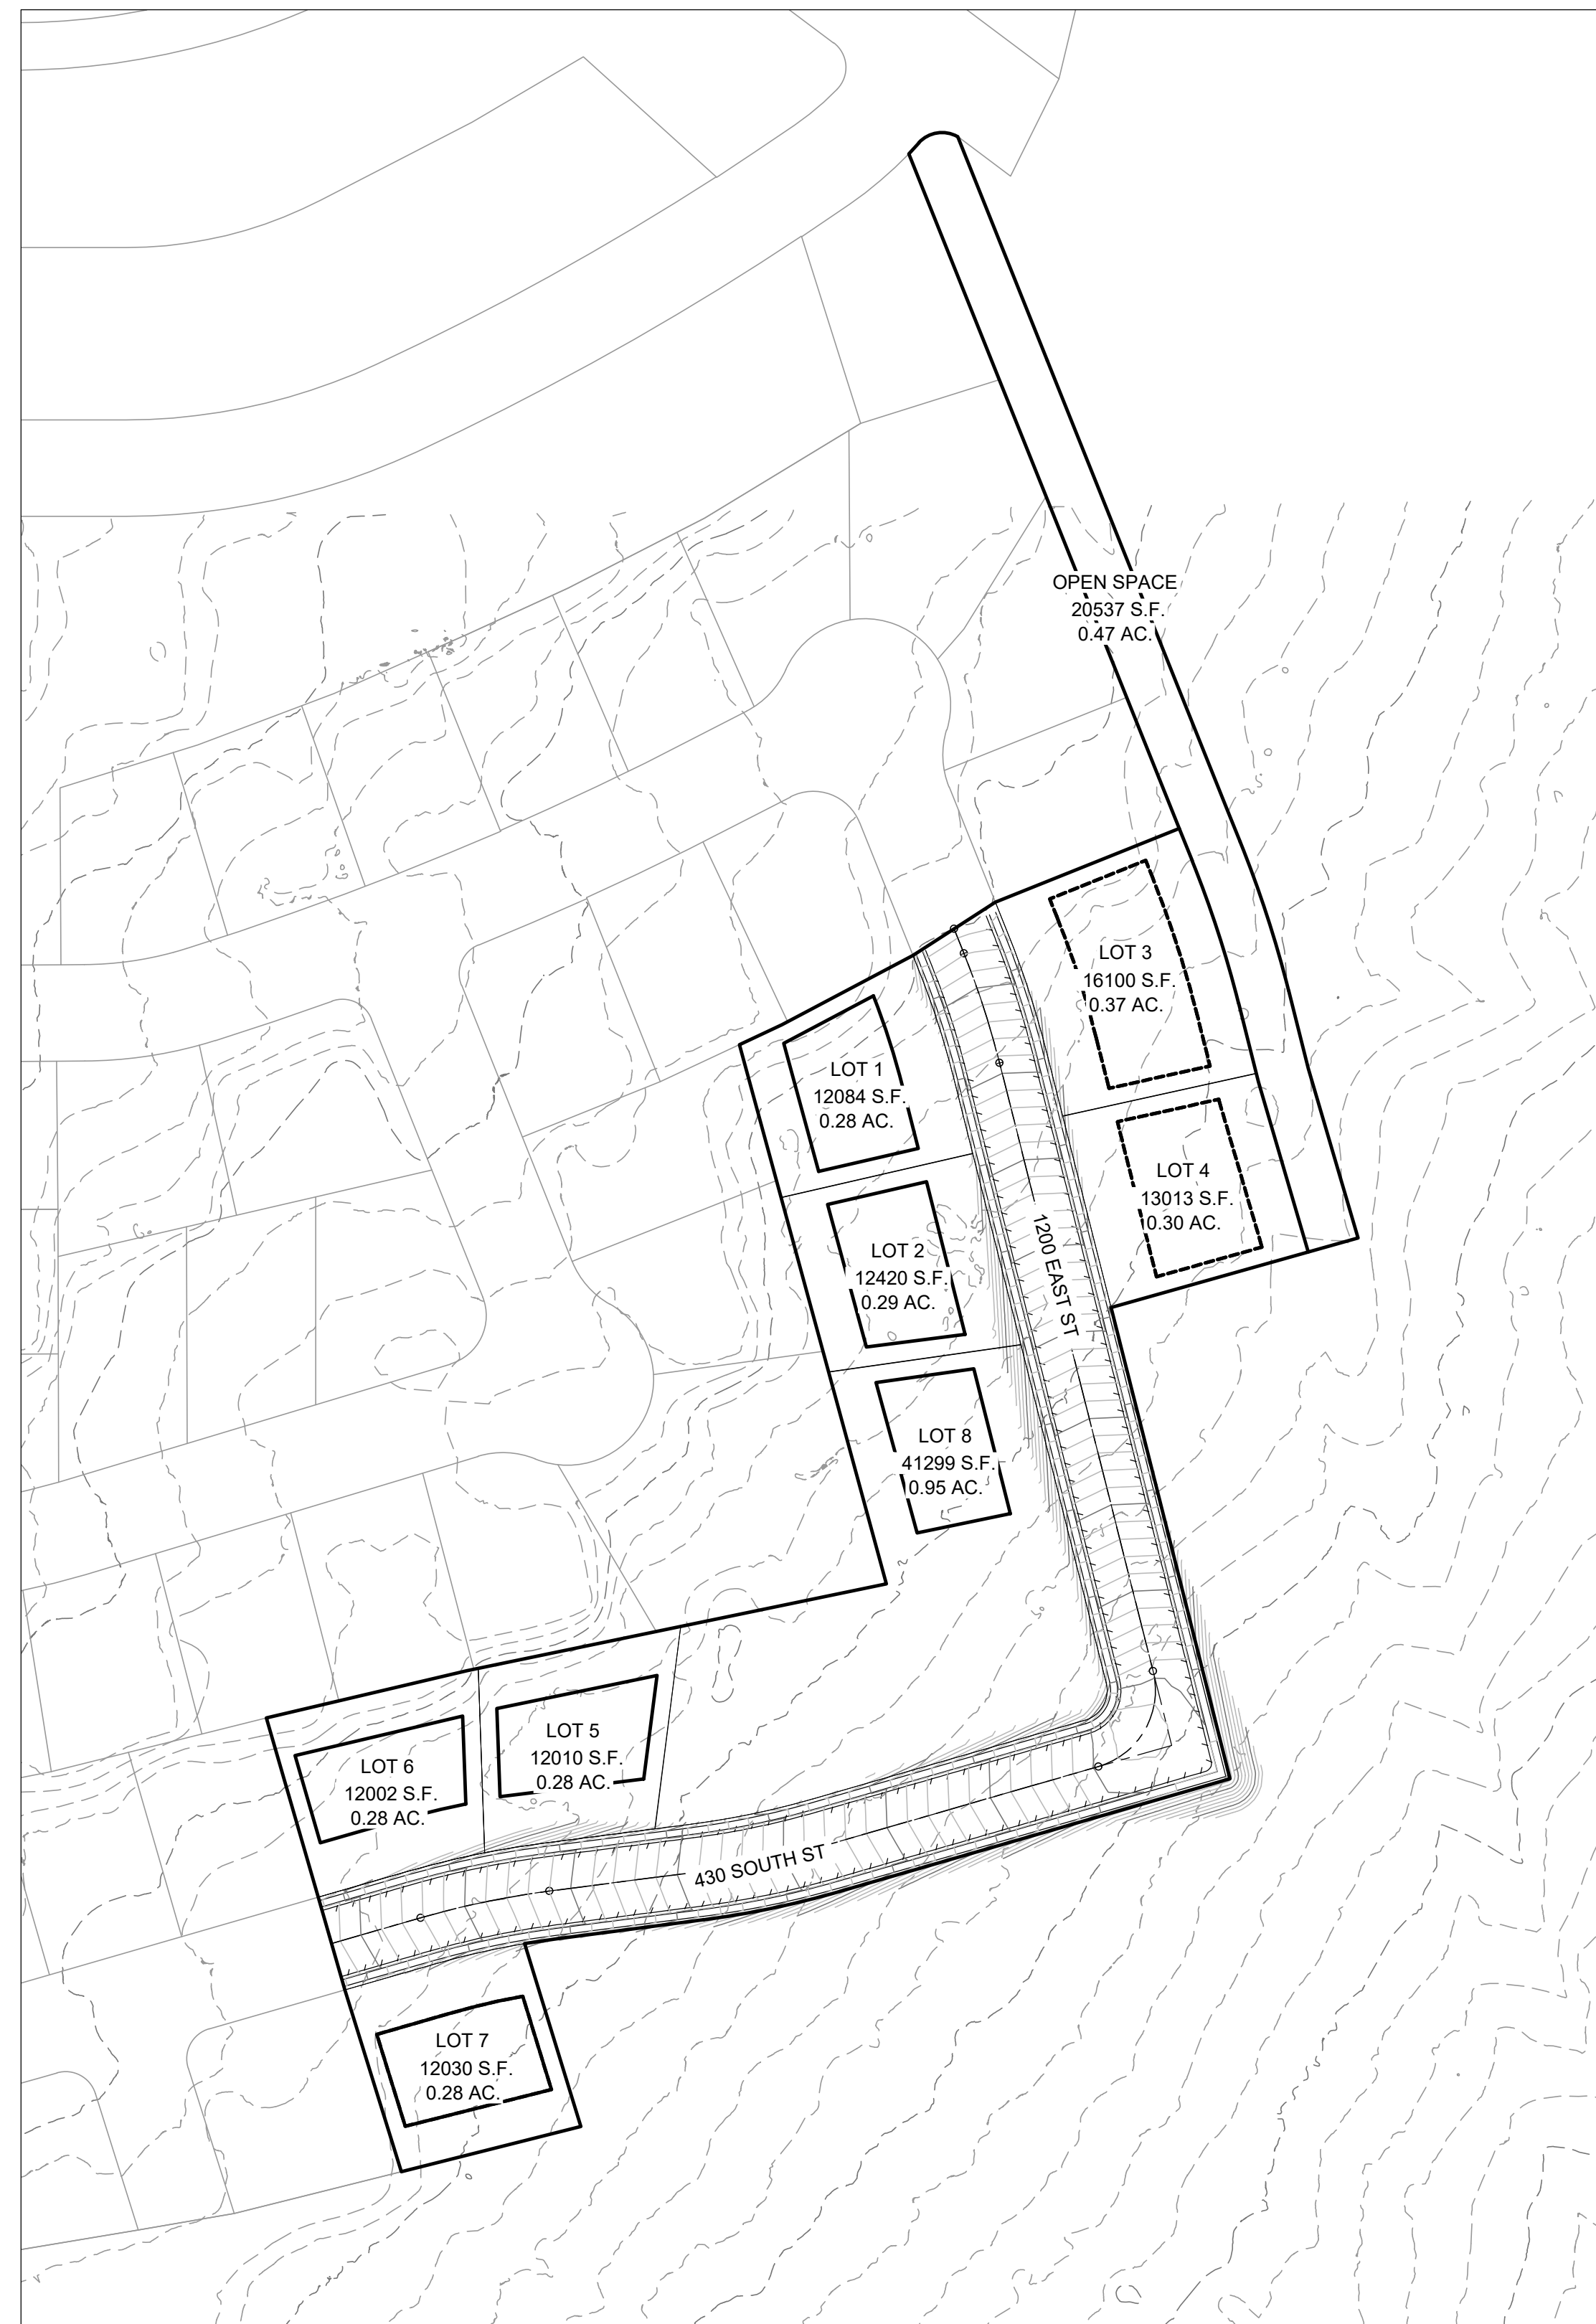 OPEN SPACE
20537 S.F.
0.47 AC.
LOT 3
16100 S.F.
0.37 AC.
LOT 1
12084 S.F.
0.28 AC.
LOT 4
13013 S.F.
0.30 AC.
1200 EAST ST
LOT 2
12420 S.F.
0.29 AC.
LOT 8
41299 S.F.
0.95 AC.
LOT 5
12010 S.F.
0.28 AC.
LOT 6
12002 S.F.
0.28 AC.
430 SOUTH ST
LOT 7
12030 S.F.
0.28 AC.